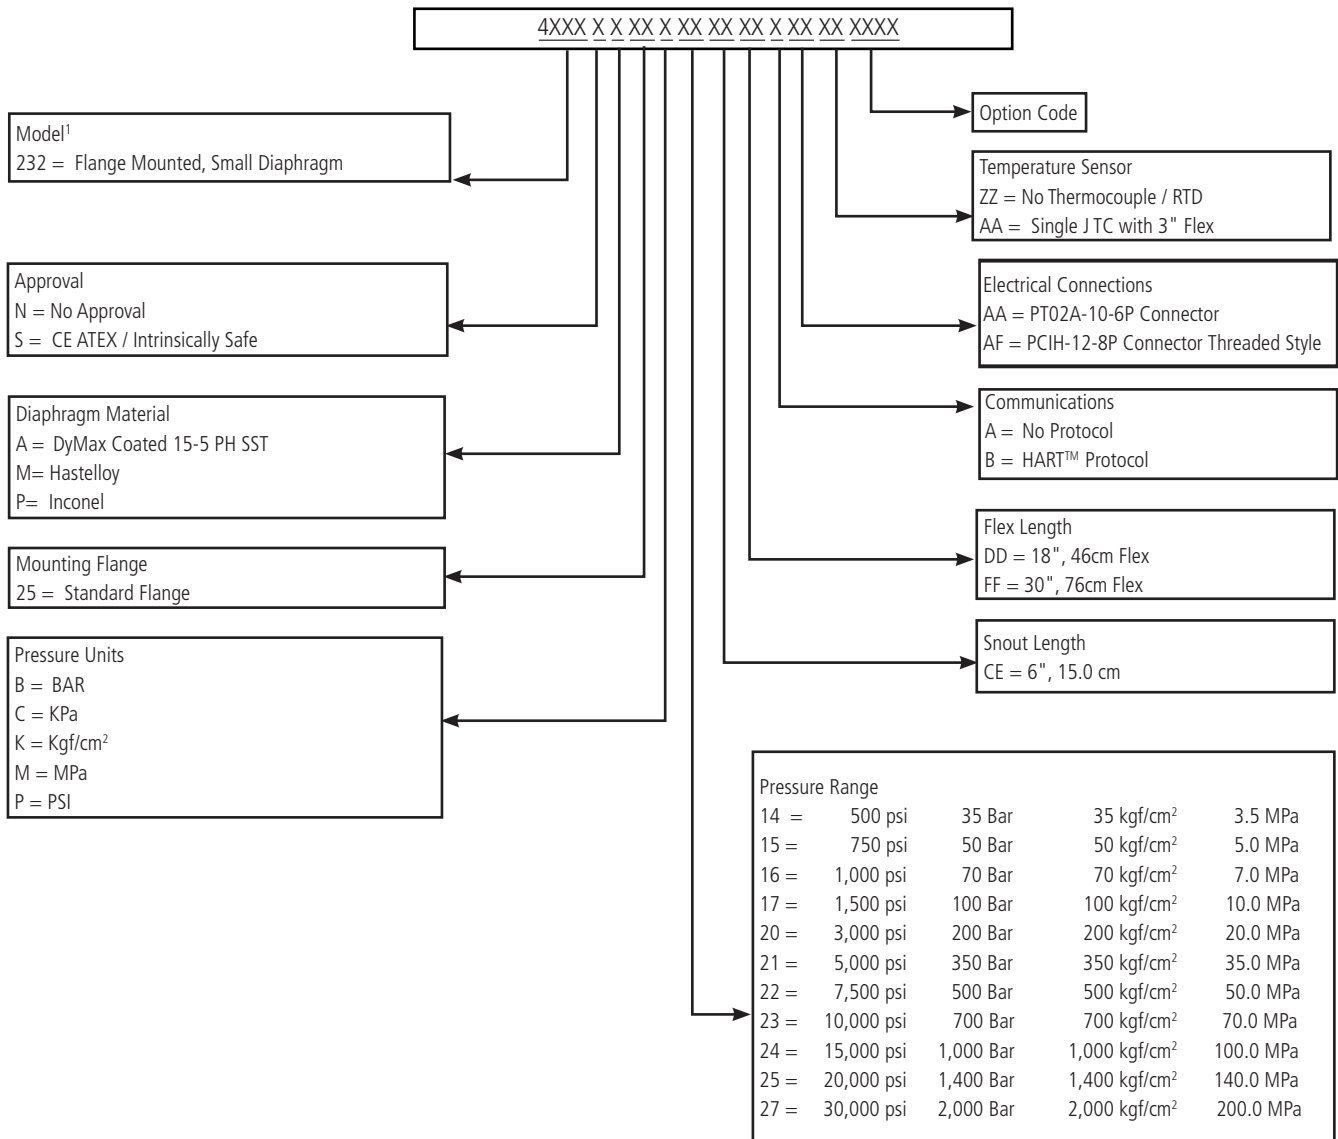 4XXX X X XX X XX XX XX X XX XX XXXX
Model¹
232 = Flange Mounted, Small Diaphragm
Approval
N = No Approval
S = CE ATEX / Intrinsically Safe
Diaphragm Material
A = DyMax Coated 15-5 PH SST
M= Hastelloy
P= Inconel
Mounting Flange
25 = Standard Flange
Pressure Units
B = BAR
C = KPa
K = Kgf/cm²
M = MPa
P = PSI
Option Code
Temperature Sensor
ZZ = No Thermocouple / RTD
AA = Single J TC with 3" Flex
Electrical Connections
AA = PT02A-10-6P Connector
AF = PCIH-12-8P Connector Threaded Style
Communications
A = No Protocol
B = HART™ Protocol
Flex Length
DD = 18", 46cm Flex
FF = 30", 76cm Flex
Snout Length
CE = 6", 15.0 cm
Pressure Range
14 = 500 psi 35 Bar 35 kgf/cm² 3.5 MPa
15 = 750 psi 50 Bar 50 kgf/cm² 5.0 MPa
16 = 1,000 psi 70 Bar 70 kgf/cm² 7.0 MPa
17 = 1,500 psi 100 Bar 100 kgf/cm² 10.0 MPa
20 = 3,000 psi 200 Bar 200 kgf/cm² 20.0 MPa
21 = 5,000 psi 350 Bar 350 kgf/cm² 35.0 MPa
22 = 7,500 psi 500 Bar 500 kgf/cm² 50.0 MPa
23 = 10,000 psi 700 Bar 700 kgf/cm² 70.0 MPa
24 = 15,000 psi 1,000 Bar 1,000 kgf/cm² 100.0 MPa
25 = 20,000 psi 1,400 Bar 1,400 kgf/cm² 140.0 MPa
27 = 30,000 psi 2,000 Bar 2,000 kgf/cm² 200.0 MPa